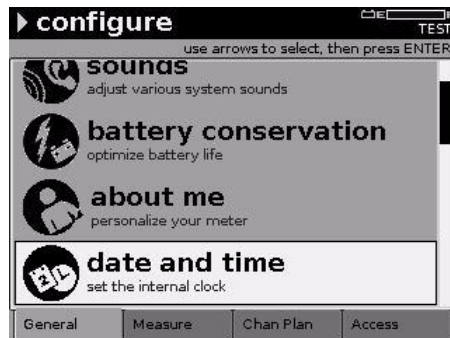 configure
TEST
use arrows to select, then press ENTER
sounds
adjust various system sounds
battery conservation
optimize battery life
about me
personalize your meter
date and time
set the internal clock
General Measure Chan Plan Access